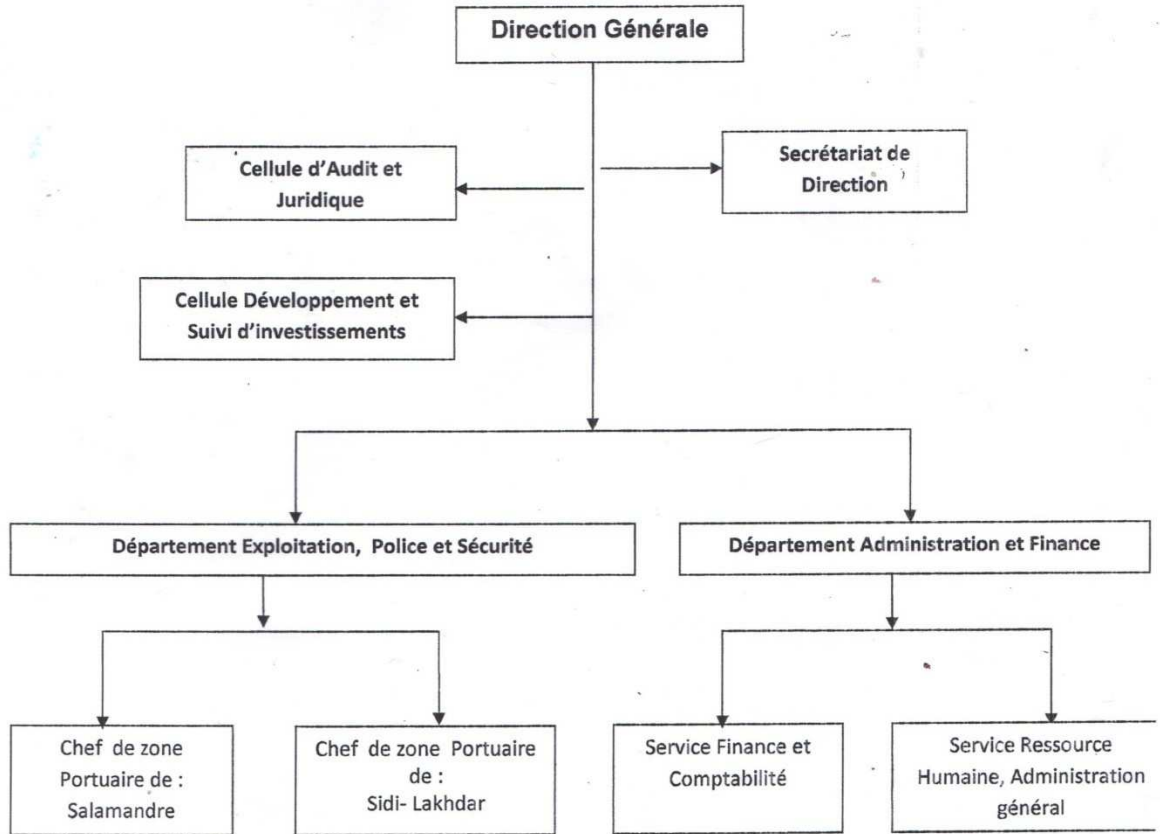 Direction Générale
Cellule d'Audit et
Juridique
Secrétariat de
Direction
Cellule Développement et
Suivi d'investissements
Département Exploitation, Police et Sécurité
Département Administration et Finance
Chef de zone
Portuaire de :
Salamandre
Chef de zone Portuaire
de :
Sidi- Lakhdar
Service Finance et
Comptabilité
Service Ressource
Humaine, Administration
général